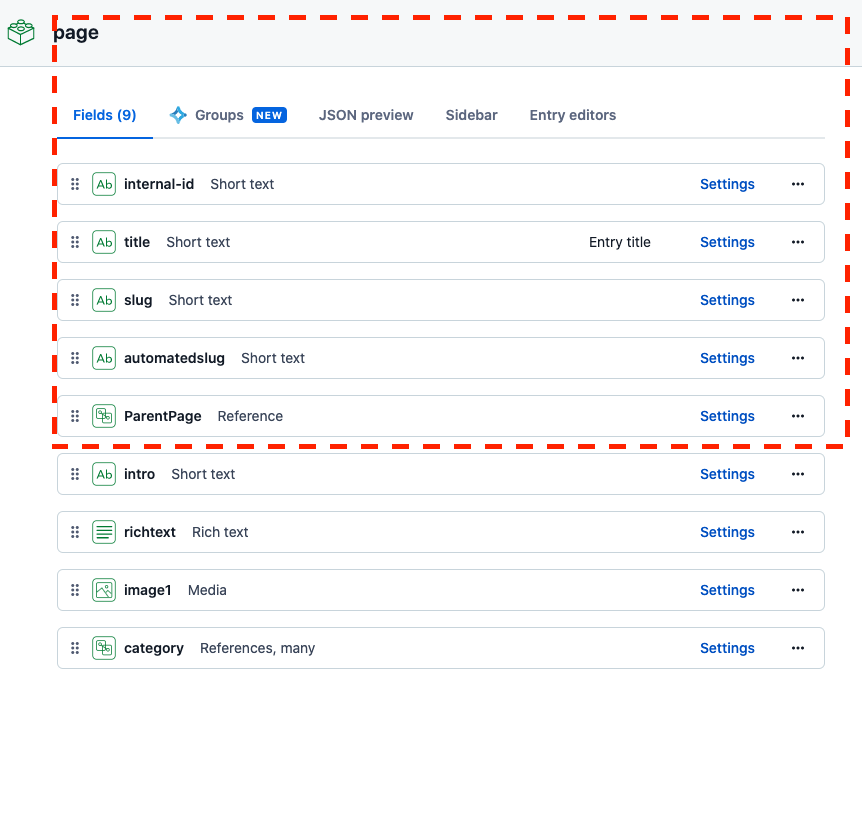 page
Fields (9) Groups NEW JSON preview Sidebar Entry editors
Ab internal-id Short text Settings
Ab title Short text Entry title Settings
Ab slug Short text Settings
Ab automatedslug Short text Settings
ParentPage Reference Settings
Ab intro Short text Settings
richtext Rich text Settings
image1 Media Settings
category References, many Settings